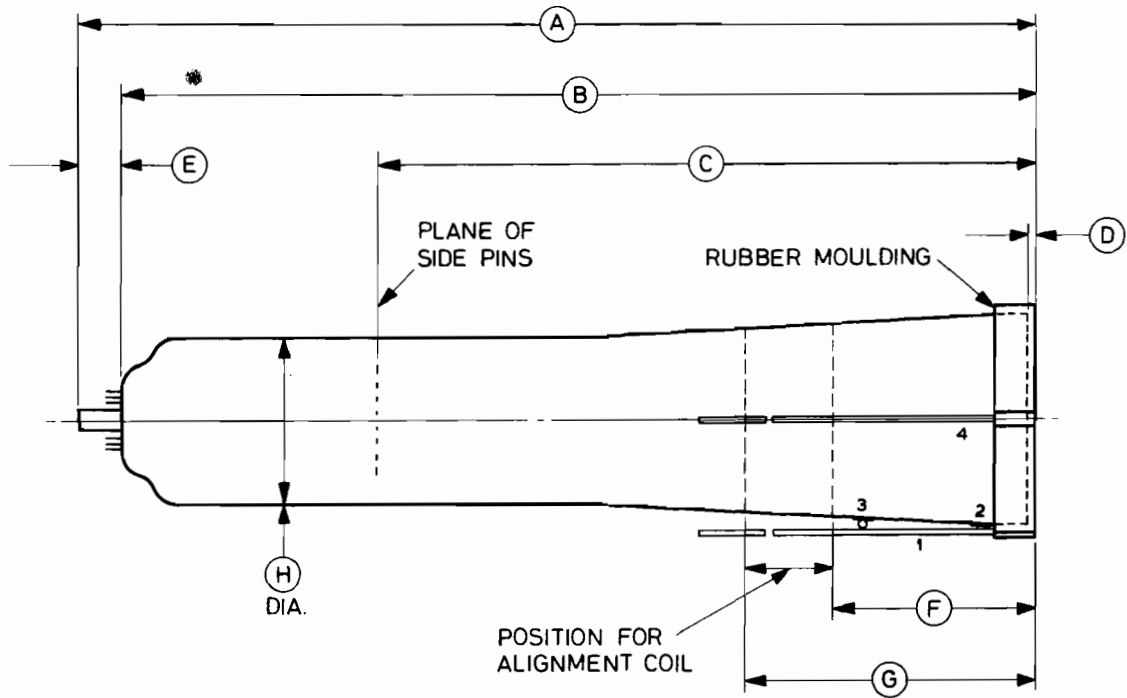 A
B
E
C
D
PLANE OF
SIDE PINS
RUBBER MOULDING
4
3
2
1
H
DIA.
F
POSITION FOR
ALIGNMENT COIL
G